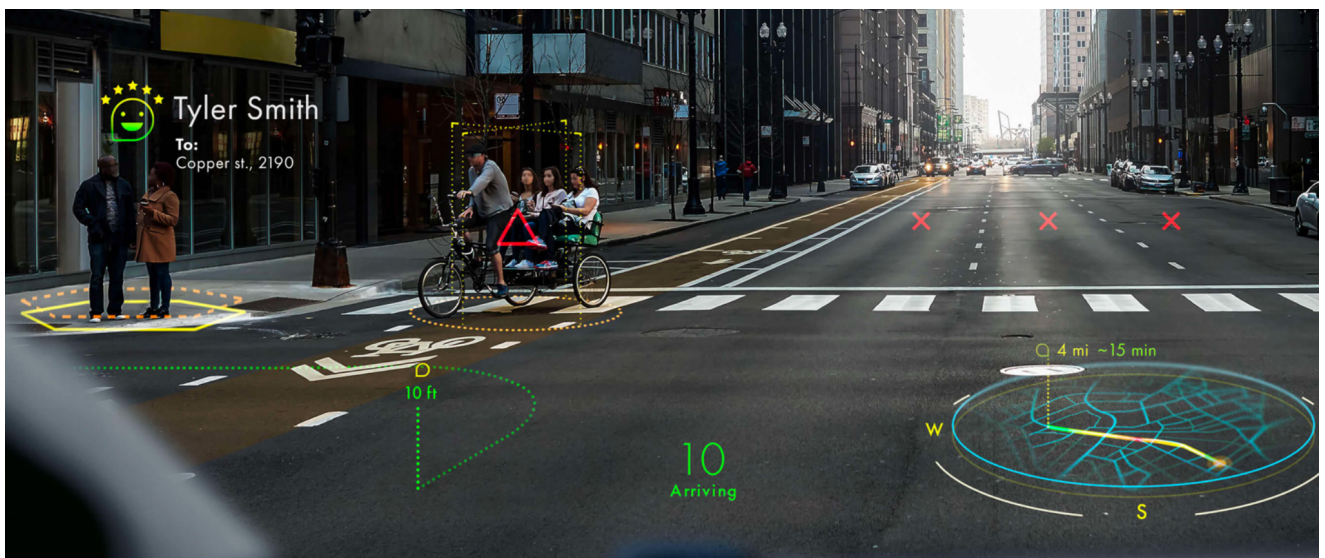 Tyler Smith
To:
Copper st., 2190
10 ft
10
Arriving
4 mi ~15 min
W
S